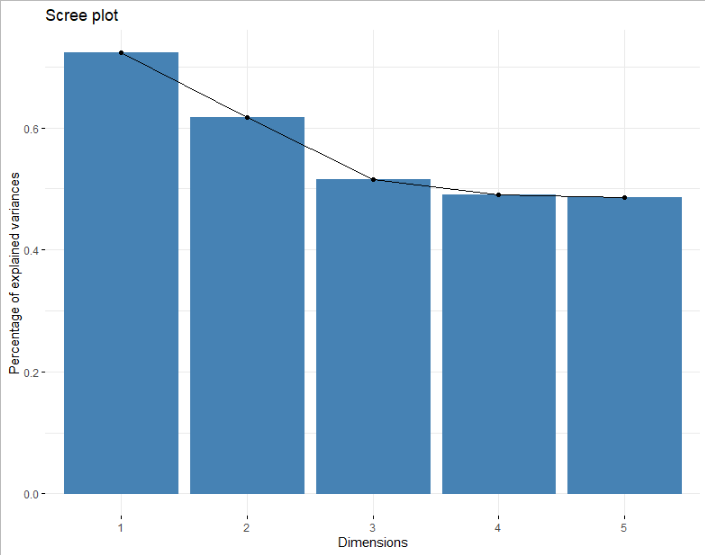 Scree plot
Percentage of explained variances
0.6
0.4
0.2
0.0
1 2 3 4 5
Dimensions